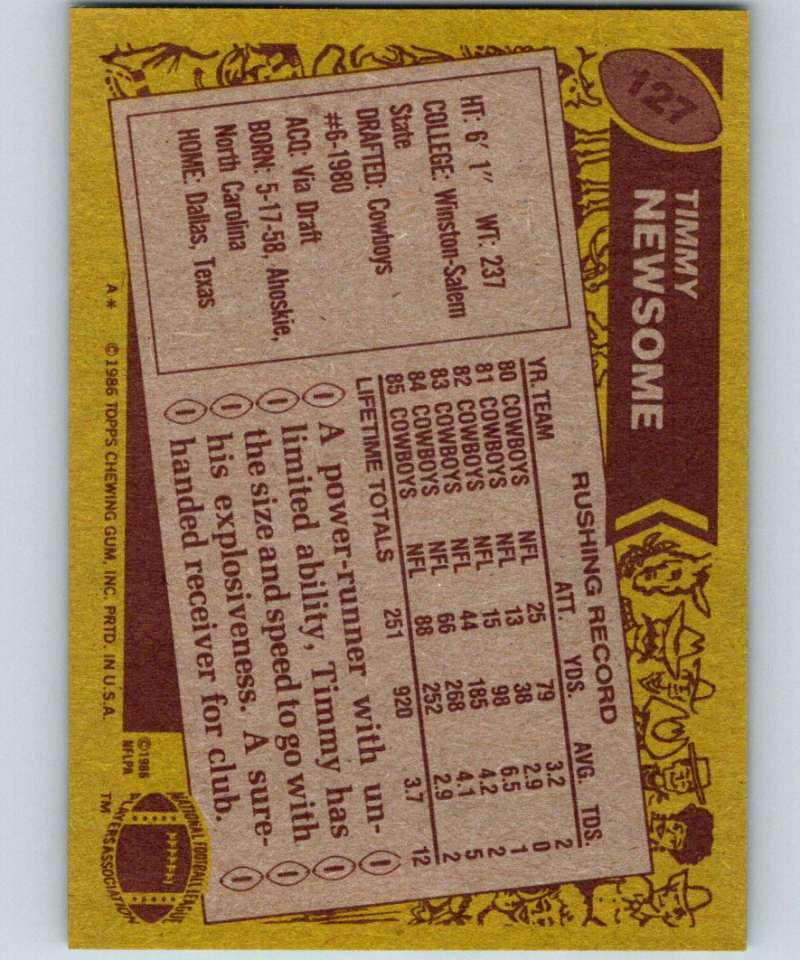 127
TIMMY
NEWSOME
HT: 6' 1" WT: 237
COLLEGE: Winston-Salem
State
DRAFTED: Cowboys
#6-1980
ACQ: Via Draft
BORN: 5-17-58, Ahoskie,
North Carolina
HOME: Dallas, Texas
RUSHING RECORD
YR. TEAM ATT. YDS. AVG. TDS.
80 COWBOYS NFL 25 79 3.2 2
81 COWBOYS NFL 13 38 2.9 0
82 COWBOYS NFL 15 98 6.5 1
83 COWBOYS NFL 44 185 4.2 2
84 COWBOYS NFL 66 268 4.1 5
85 COWBOYS NFL 88 252 2.9 2
LIFETIME TOTALS 251 920 3.7 12
A power-runner with un-
limited ability, Timmy has
the size and speed to go with
his explosiveness. A sure-
handed receiver for club.
A* © 1986 TOPPS CHEWING GUM, INC. PRTD. IN U.S.A.
© 1986
NFLPA
NATIONAL FOOTBALL LEAGUE
PLAYERS ASSOCIATION
TM